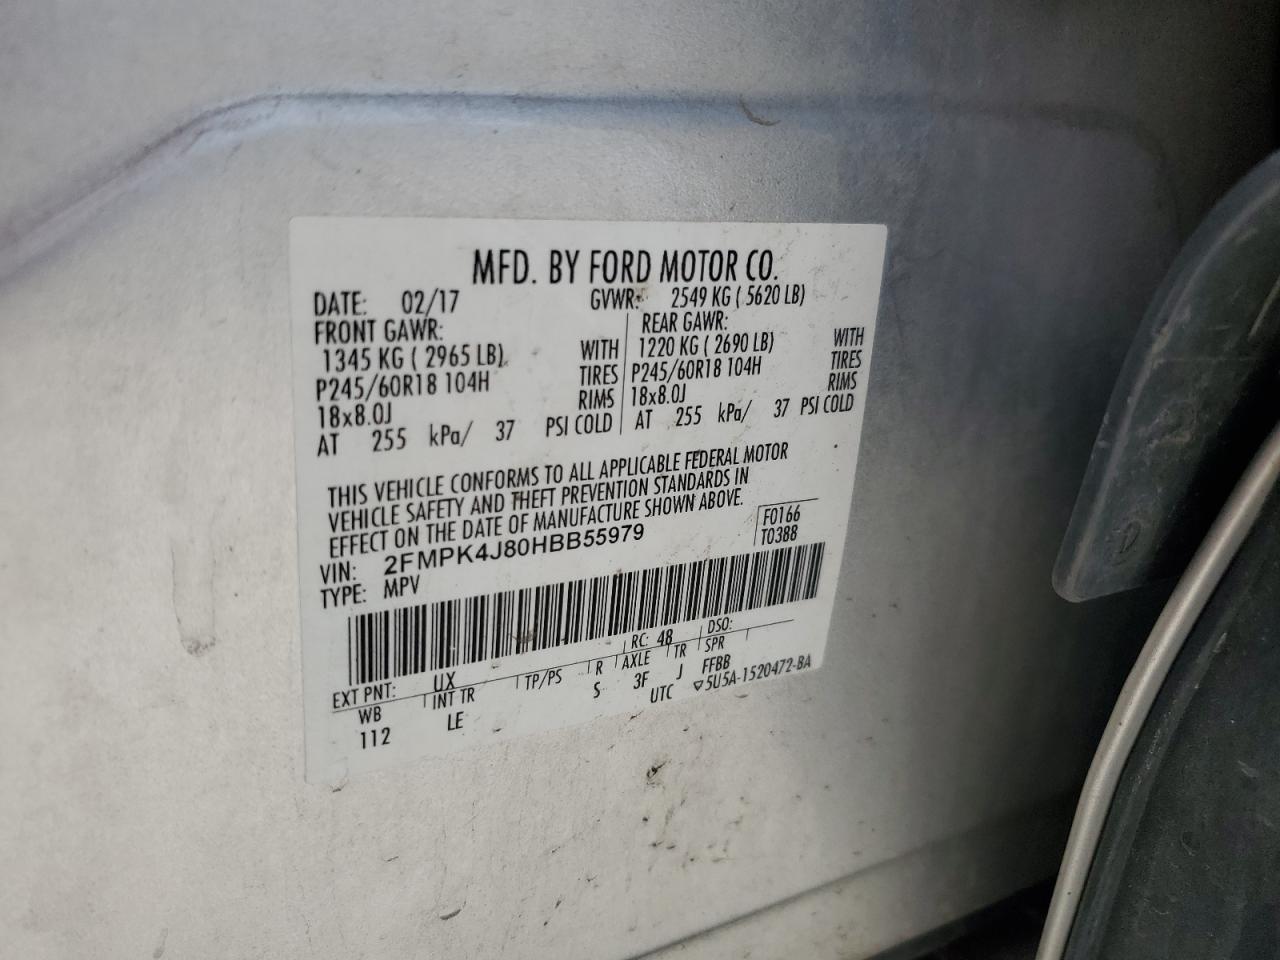 MFD. BY FORD MOTOR CO.
DATE: 02/17 GVWR: 2549 KG ( 5620 LB)
FRONT GAWR: REAR GAWR:
1345 KG ( 2965 LB) WITH 1220 KG ( 2690 LB) WITH
P245/60R18 104H TIRES P245/60R18 104H TIRES
18x8.0J RIMS 18x8.0J RIMS
AT 255 kPa/ 37 PSI COLD AT 255 kPa/ 37 PSI COLD
THIS VEHICLE CONFORMS TO ALL APPLICABLE FEDERAL MOTOR
VEHICLE SAFETY AND THEFT PREVENTION STANDARDS IN
EFFECT ON THE DATE OF MANUFACTURE SHOWN ABOVE.
VIN: 2FMPK4J80HBB55979 F0166
TYPE: MPV T0388
EXT PNT: UX RC: 48 DSO:
WB INT TR TP/PS R AXLE TR SPR
112 LE S 3F J FFBB
UTC ▽5U5A-1520472-BA